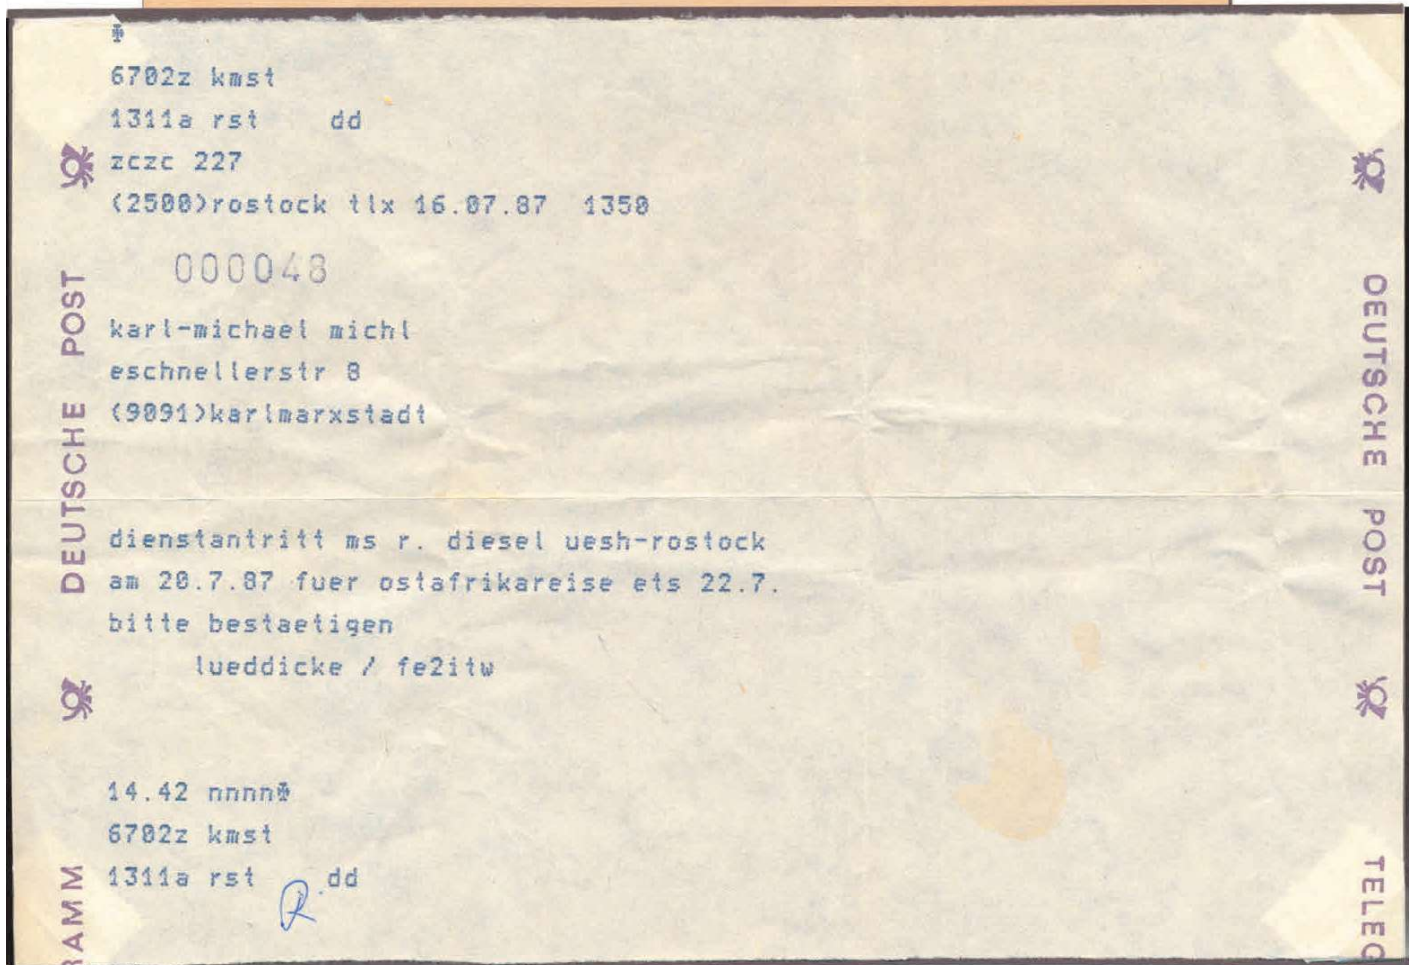 6702z kmst
1311a rst dd
zczc 227
(2500)rostock tlx 16.07.87 1350
000048
karl-michael michl
eschnellerstr 8
(9091)karlmarxstadt
dienstantritt ms r. diesel uesh-rostock
am 20.7.87 fuer ostafrikareise ets 22.7.
bitte bestaetigen
lueddicke / fe2itw
14.42 nnnn
6702z kmst
1311a rst dd
DEUTSCHE POST
RAMM
DEUTSCHE POST
TELEG